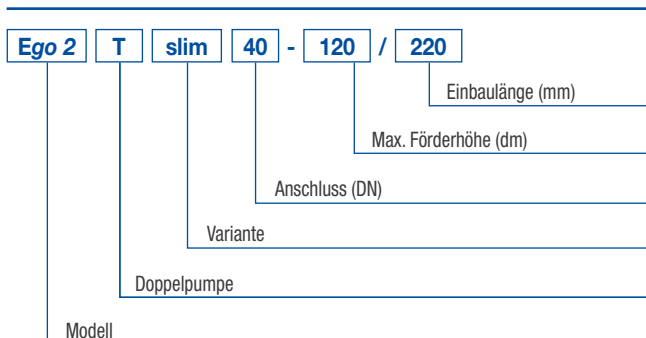 Ego 2 T slim 40 - 120 / 220
Einbaulänge (mm)
Max. Förderhöhe (dm)
Anschluss (DN)
Variante
Doppelpumpe
Modell